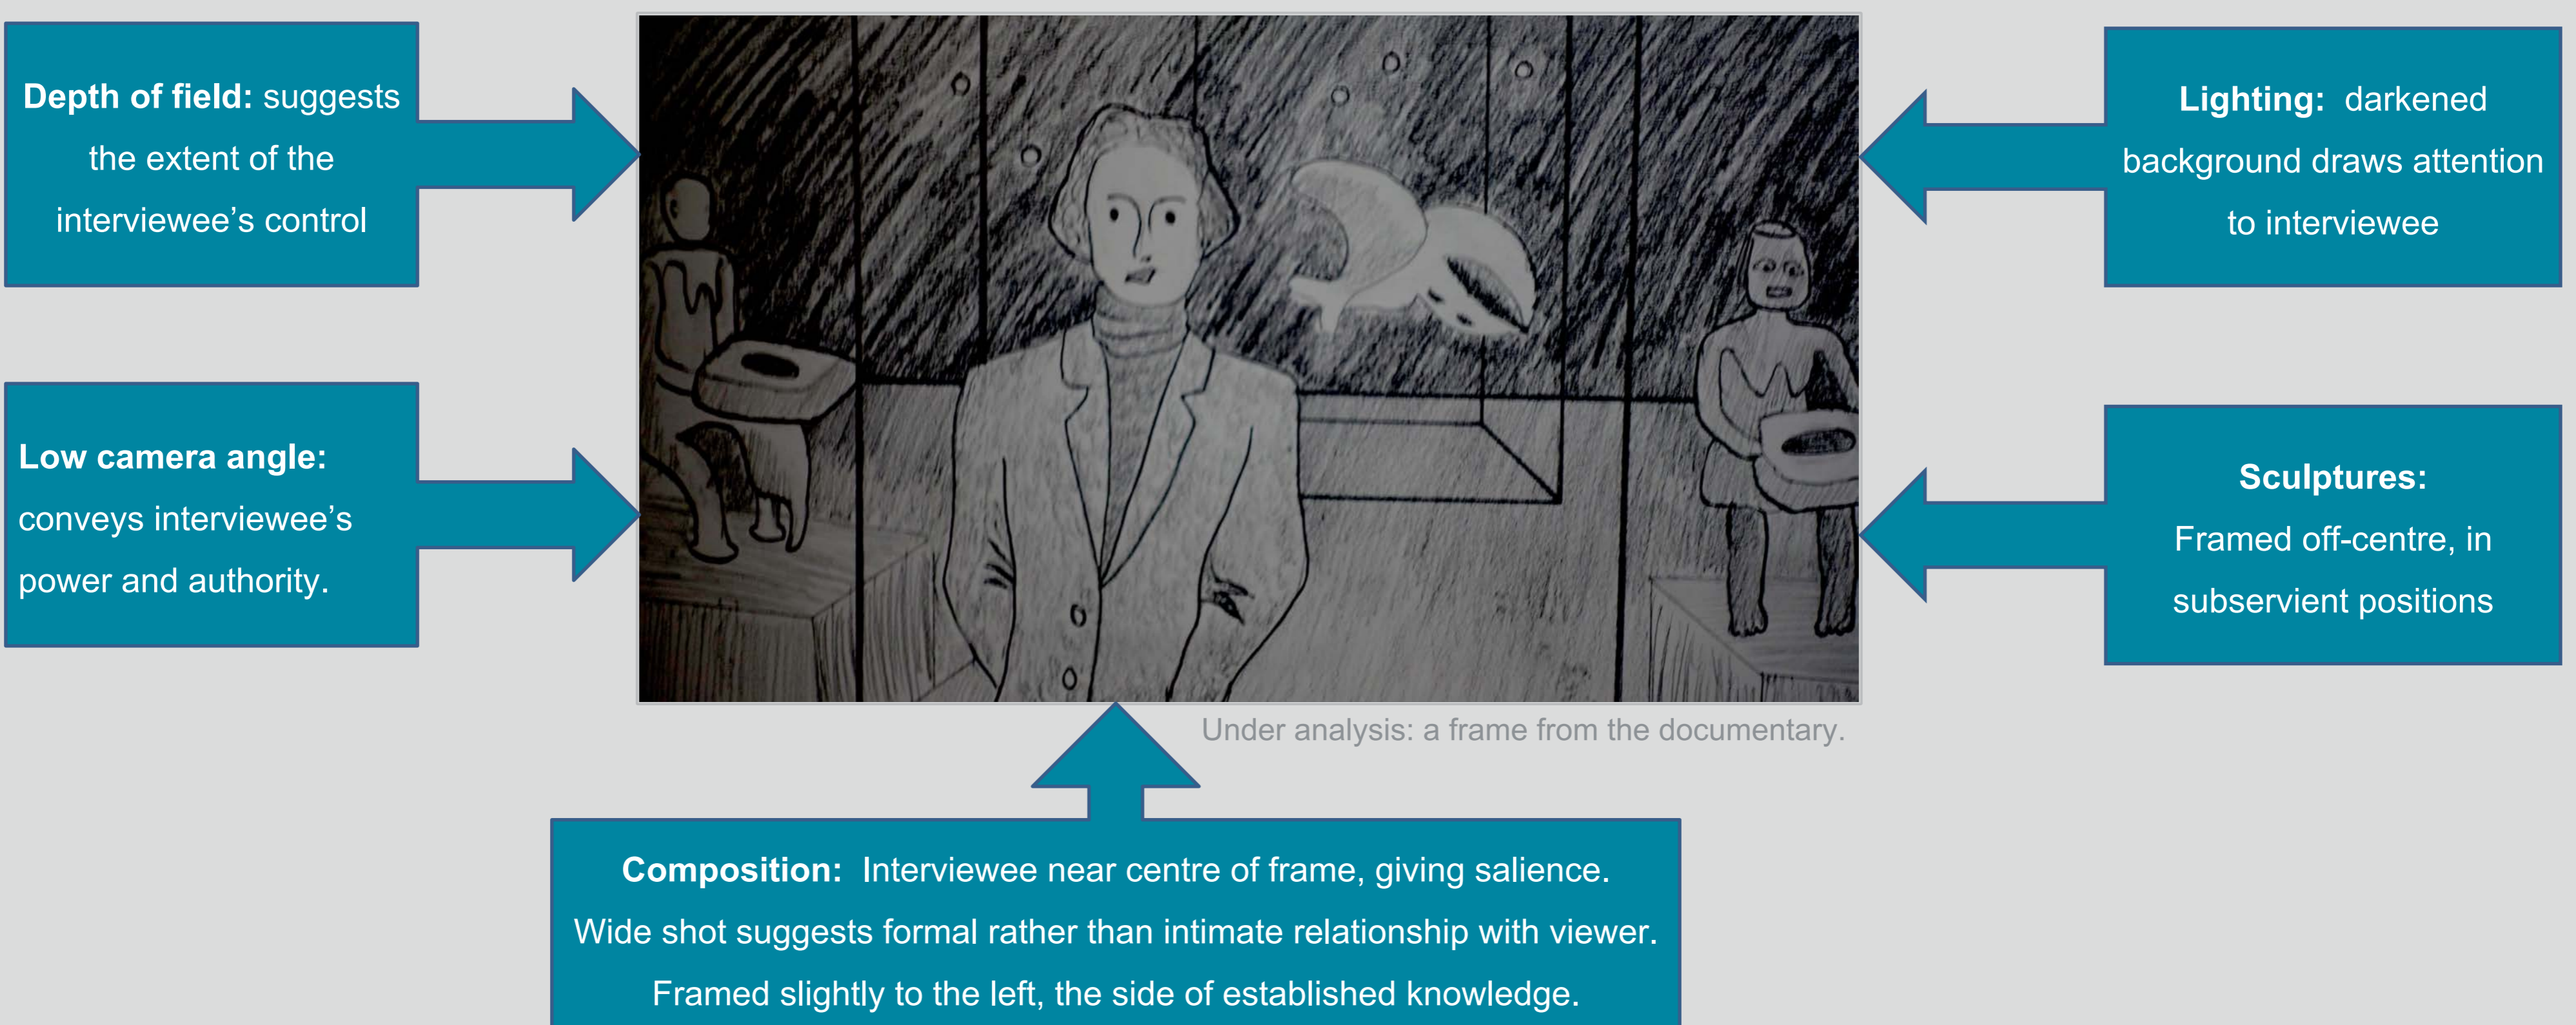 Depth of field: suggests
the extent of the
interviewee’s control
Low camera angle:
conveys interviewee’s
power and authority.
Lighting:  darkened
background draws attention
to interviewee
Sculptures:
Framed off-centre, in
subservient positions
Under analysis: a frame from the documentary.
Composition:  Interviewee near centre of frame, giving salience.
Wide shot suggests formal rather than intimate relationship with viewer.
Framed slightly to the left, the side of established knowledge.